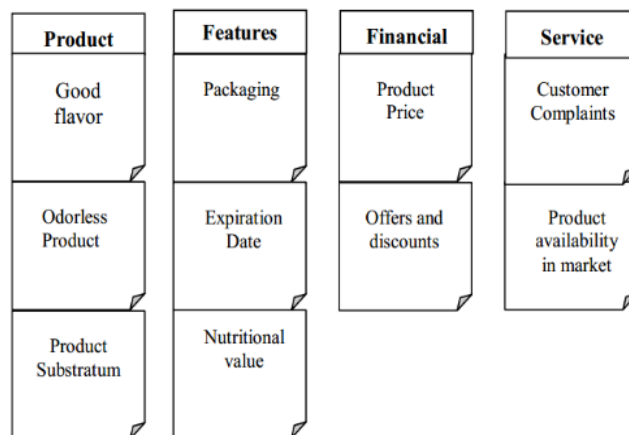 Product
Good
flavor
Odorless
Product
Product
Substratum
Features
Packaging
Expiration
Date
Nutritional
value
Financial
Product
Price
Offers and
discounts
Service
Customer
Complaints
Product
availability
in market